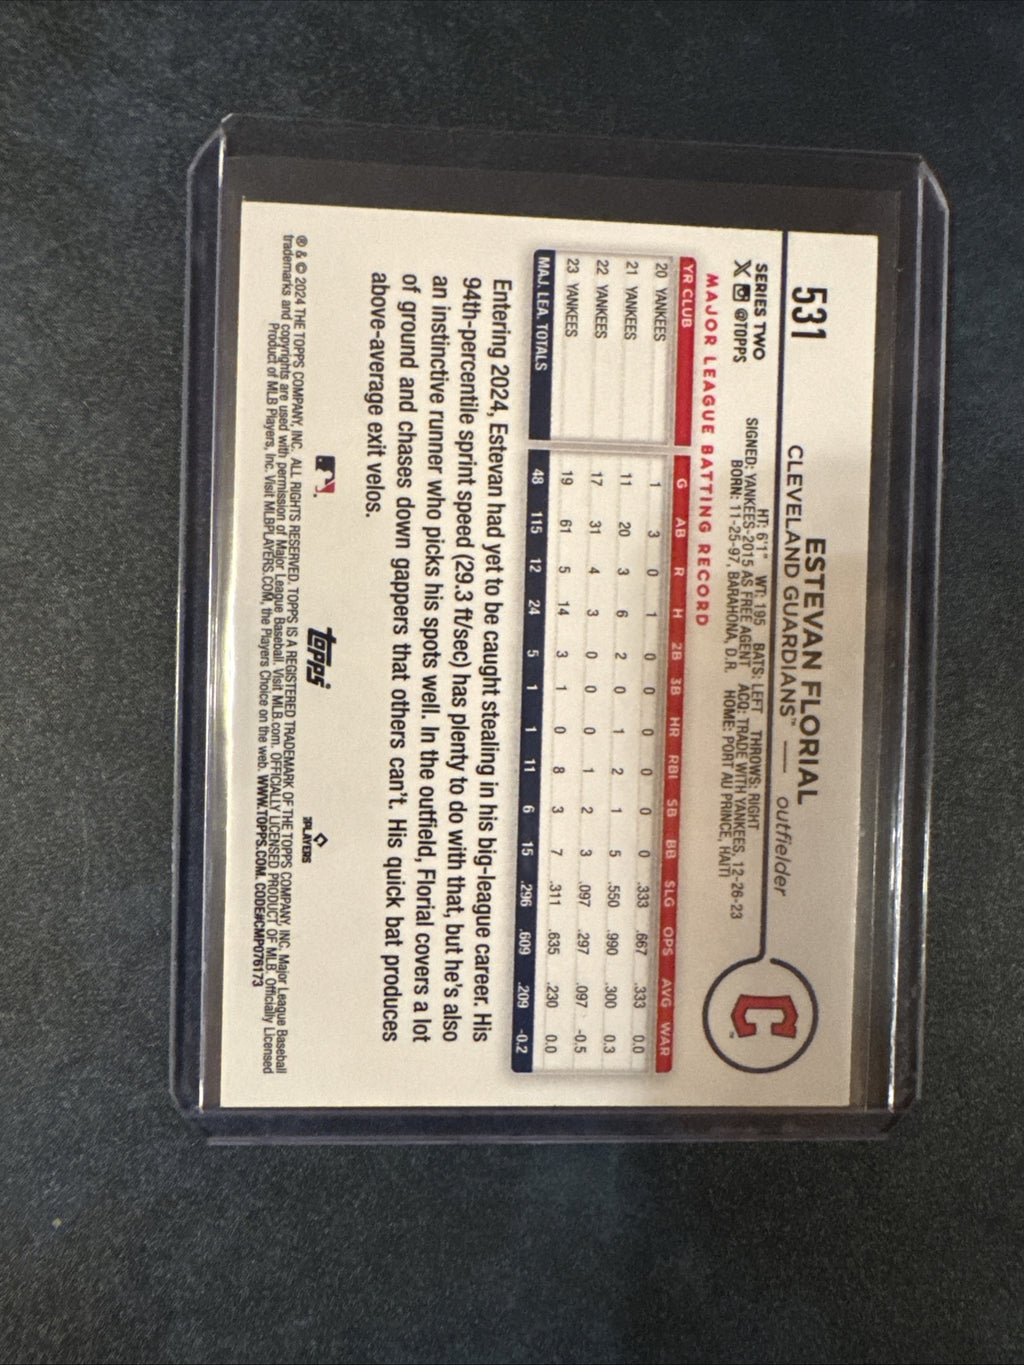 531
ESTEVAN FLORIAL
CLEVELAND GUARDIANS™ outfielder
SERIES TWO
@TOPPS
HT: 6'1" WT: 195 BATS: LEFT THROWS: RIGHT
SIGNED: YANKEES-2015 AS FREE AGENT ACQ: TRADE WITH YANKEES, 12-26-23
BORN: 11-25-97, BARAHONA, D.R. HOME: PORT AU PRINCE, HAITI
C™
MAJOR LEAGUE BATTING RECORD
YR CLUB G AB R H 2B 3B HR RBI SB BB SLG OPS AVG WAR
20 YANKEES 1 3 0 1 0 0 0 0 0 0 .333 .667 .333 0.0
21 YANKEES 11 20 3 6 2 0 1 2 1 5 .550 .990 .300 0.3
22 YANKEES 17 31 4 3 0 0 0 1 2 3 .097 .297 .097 -0.5
23 YANKEES 19 61 5 14 3 1 0 8 3 7 .311 .635 .230 0.0
MAJ. LEA. TOTALS 48 115 12 24 5 1 1 11 6 15 .296 .609 .209 -0.2
Entering 2024, Estevan had yet to be caught stealing in his big-league career. His
94th-percentile sprint speed (29.3 ft/sec) has plenty to do with that, but he's also
an instinctive runner who picks his spots well. In the outfield, Florial covers a lot
of ground and chases down gappers that others can't. His quick bat produces
above-average exit velos.
topps
PLAYERS
® & © 2024 THE TOPPS COMPANY, INC. ALL RIGHTS RESERVED. TOPPS IS A REGISTERED TRADEMARK OF THE TOPPS COMPANY, INC. Major League Baseball
trademarks and copyrights are used with permission of Major League Baseball. Visit MLB.com. OFFICIALLY LICENSED PRODUCT OF MLB. Officially Licensed
Product of MLB Players, Inc. Visit MLBPLAYERS.COM, the Players Choice on the web. WWW.TOPPS.COM. CODE#CMP076173